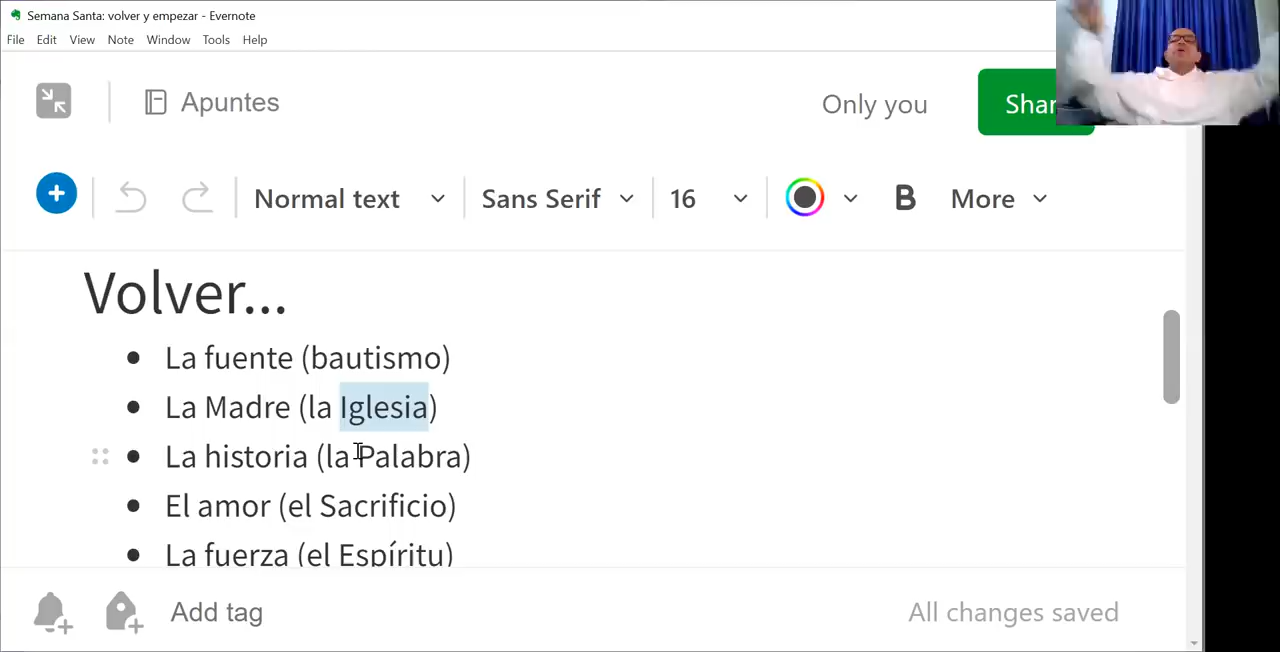 Semana Santa: volver y empezar - Evernote
File Edit View Note Window Tools Help
Apuntes
Only you
Normal text
Sans Serif
16
B
More
Volver...
La fuente (bautismo)
La Madre (la Iglesia)
La historia (la Palabra)
El amor (el Sacrificio)
La fuerza (el Espíritu)
Add tag
All changes saved